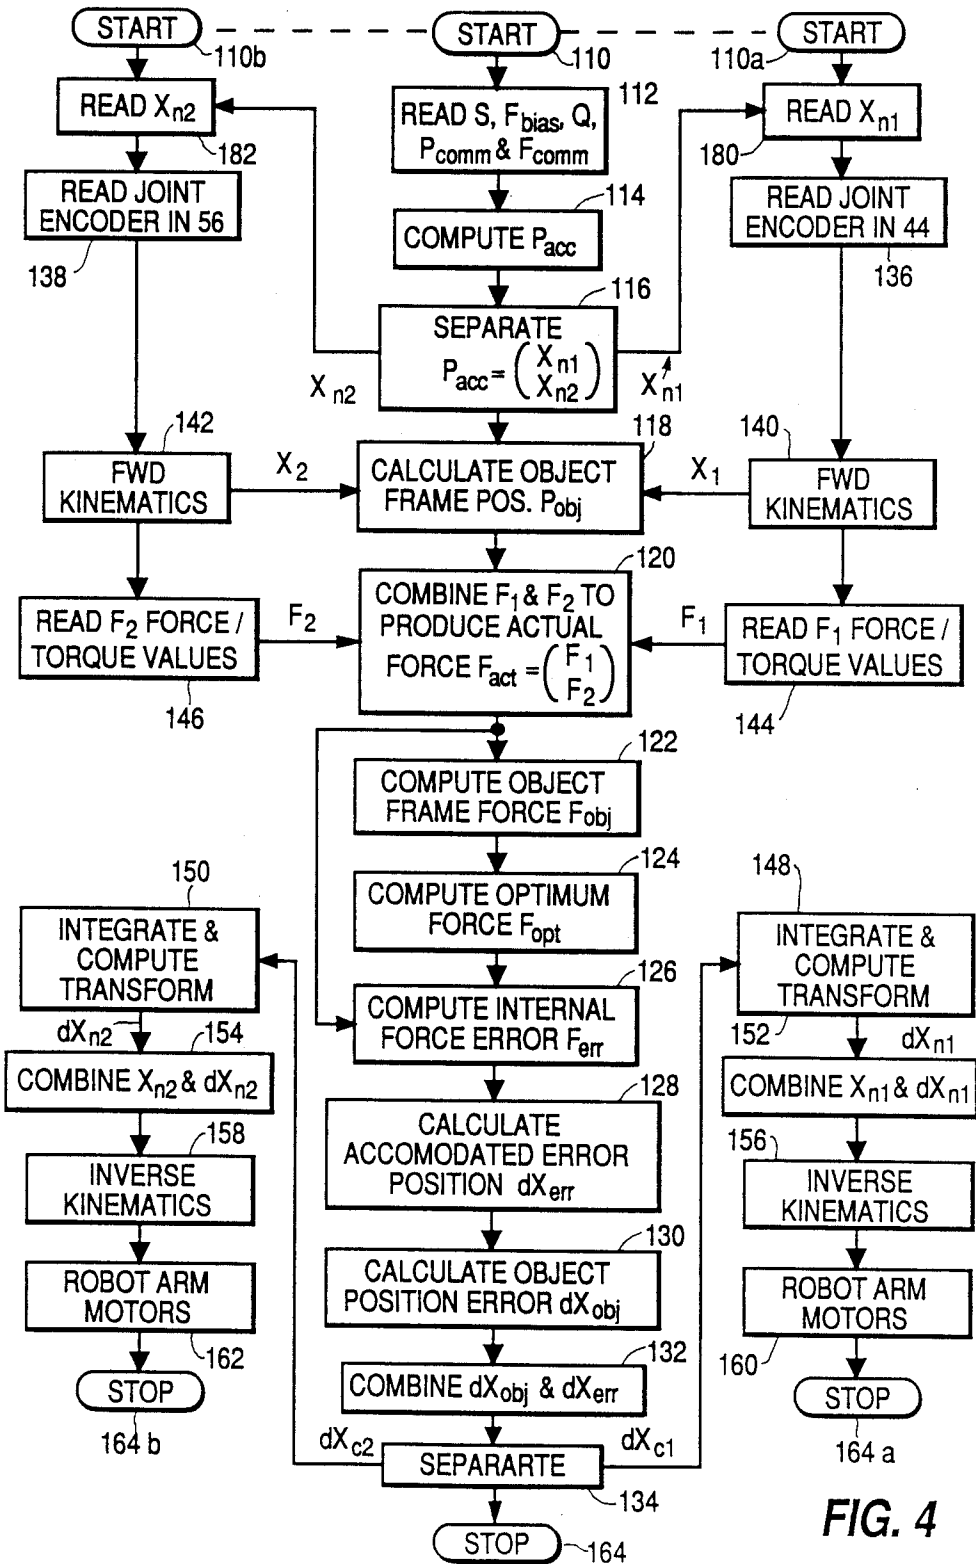 START
110b
START
110
START
110a
READ Xn2
182
READ S, Fbias, Q,
Pcomm & Fcomm
112
READ Xn1
180
READ JOINT
ENCODER IN 56
138
COMPUTE Pacc
114
READ JOINT
ENCODER IN 44
136
SEPARATE
Pacc = ( Xn1
Xn2 )
116
Xn2
Xn1
142
FWD
KINEMATICS
X2
118
CALCULATE OBJECT
FRAME POS. Pobj
X1
140
FWD
KINEMATICS
READ F2 FORCE /
TORQUE VALUES
146
F2
120
COMBINE F1 & F2 TO
PRODUCE ACTUAL
FORCE Fact = ( F1
F2 )
F1
READ F1 FORCE /
TORQUE VALUES
144
122
COMPUTE OBJECT
FRAME FORCE Fobj
124
COMPUTE OPTIMUM
FORCE Fopt
126
COMPUTE INTERNAL
FORCE ERROR Ferr
128
CALCULATE
ACCOMODATED ERROR
POSITION dXerr
130
CALCULATE OBJECT
POSITION ERROR dXobj
132
COMBINE dXobj & dXerr
dXc2
dXc1
SEPARARTE
134
STOP
164
150
INTEGRATE &
COMPUTE
TRANSFORM
dXn2
154
COMBINE Xn2 & dXn2
158
INVERSE
KINEMATICS
ROBOT ARM
MOTORS
162
STOP
164 b
148
INTEGRATE &
COMPUTE
TRANSFORM
152
dXn1
COMBINE Xn1 & dXn1
156
INVERSE
KINEMATICS
ROBOT ARM
MOTORS
160
STOP
164 a
FIG. 4